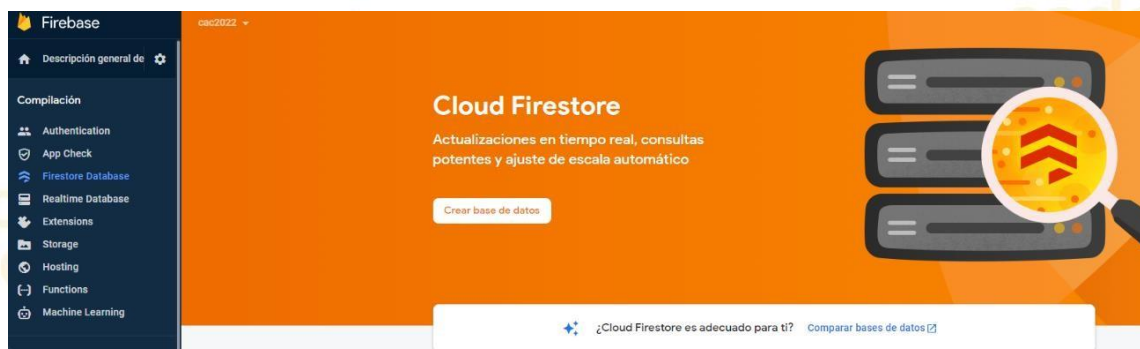 Firebase
cac2022
Descripción general de
Compilación
Authentication
App Check
Firestore Database
Realtime Database
Extensions
Storage
Hosting
Functions
Machine Learning
Cloud Firestore
Actualizaciones en tiempo real, consultas
potentes y ajuste de escala automático
Crear base de datos
¿Cloud Firestore es adecuado para ti? Comparar bases de datos